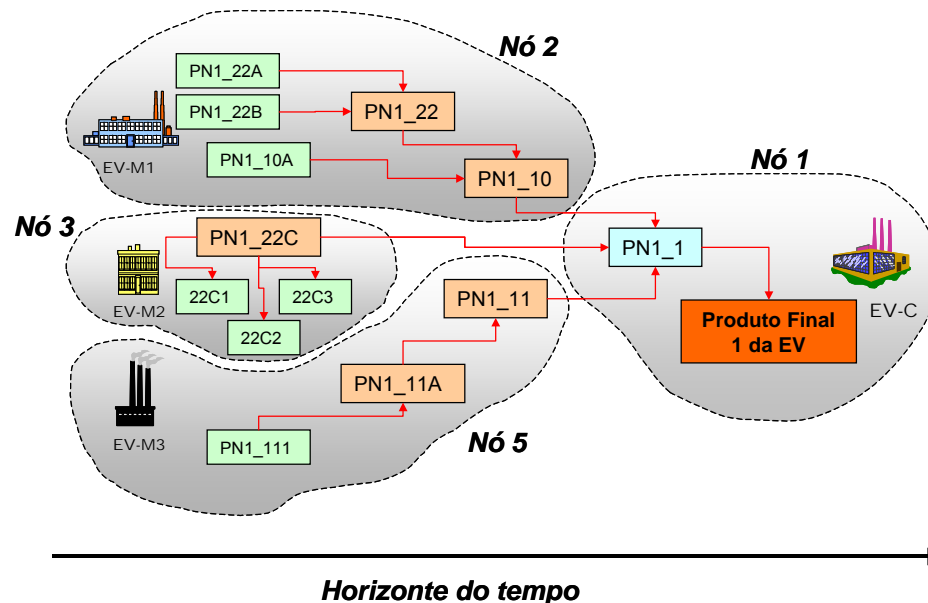 Nó 2
PN1_22A
PN1_22B
PN1_22
EV-M1
PN1_10A
PN1_10
Nó 1
Nó 3
PN1_22C
PN1_1
EV-M2
22C1
22C3
22C2
PN1_11
EV-C
Produto Final
1 da EV
PN1_11A
EV-M3
PN1_111
Nó 5
Horizonte do tempo